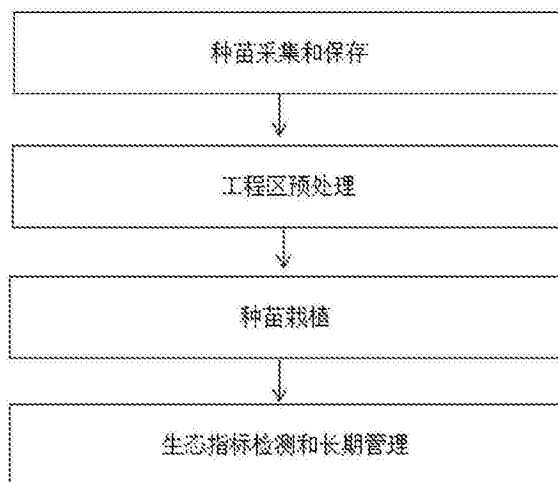 种苗采集和保存
工程区预处理
种苗栽植
生态指标检测和长期管理